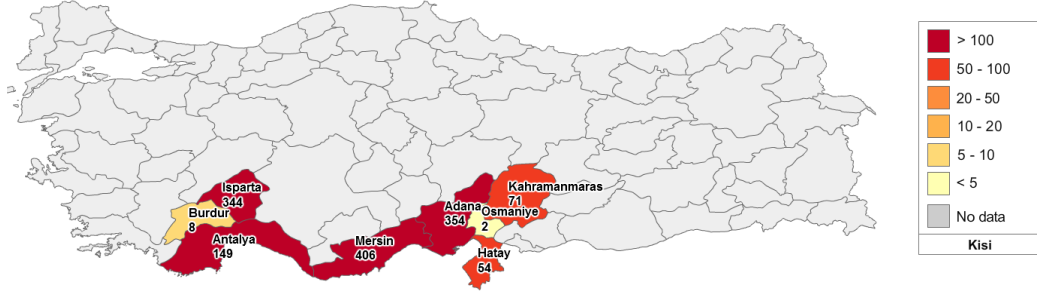 Isparta
344
Burdur
8
Antalya
149
Mersin
406
Adana
354
Kahramanmaras
71
Osmaniye
2
Hatay
54
> 100
50 - 100
20 - 50
10 - 20
5 - 10
< 5
No data
Kisi